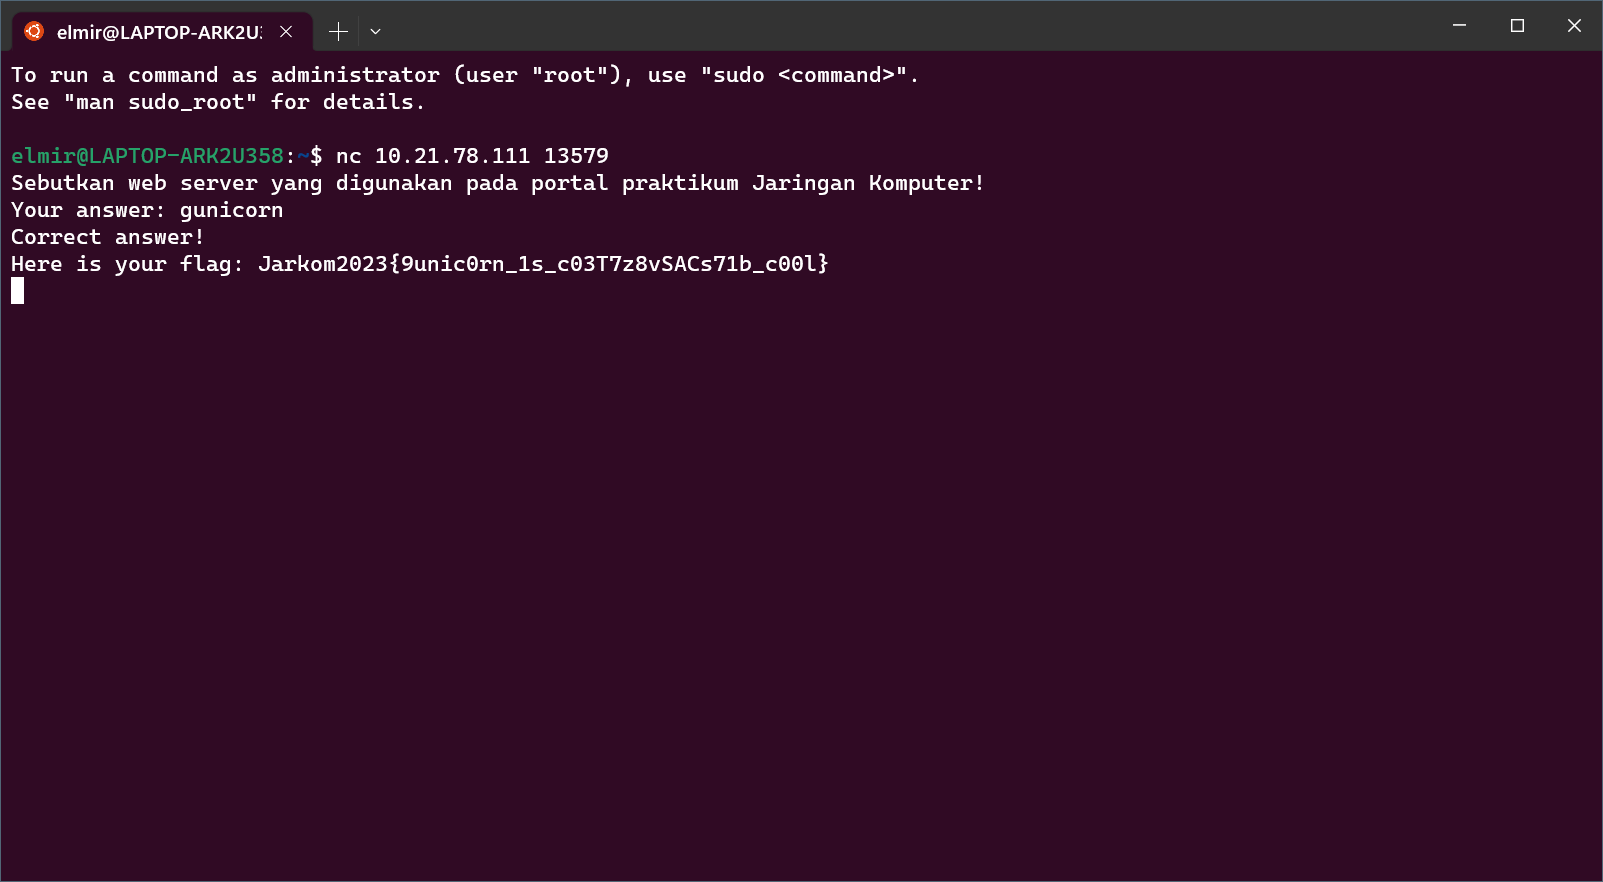 elmir@LAPTOP-ARK2U
To run a command as administrator (user "root"), use "sudo <command>".
See "man sudo_root" for details.
elmir@LAPTOP-ARK2U358:~$ nc 10.21.78.111 13579
Sebutkan web server yang digunakan pada portal praktikum Jaringan Komputer!
Your answer: gunicorn
Correct answer!
Here is your flag: Jarkom2023{9unic0rn_1s_c03T7z8vSACs71b_c00l}